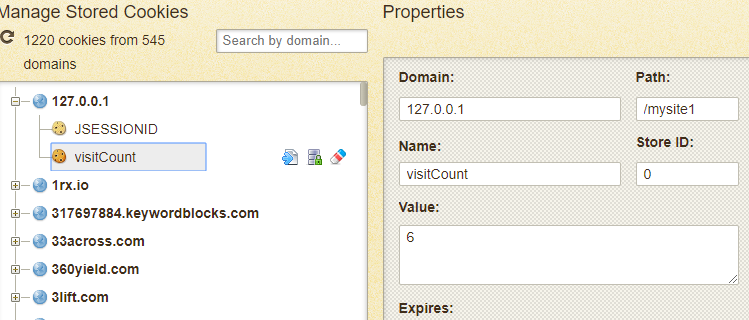 Manage Stored Cookies
1220 cookies from 545
domains
Search by domain...
127.0.0.1
JSESSIONID
visitCount
1rx.io
317697884.keywordblocks.com
33across.com
360yield.com
3lift.com
Properties
Domain:
Path:
127.0.0.1
/mysite1
Name:
Store ID:
visitCount
0
Value:
6
Expires: